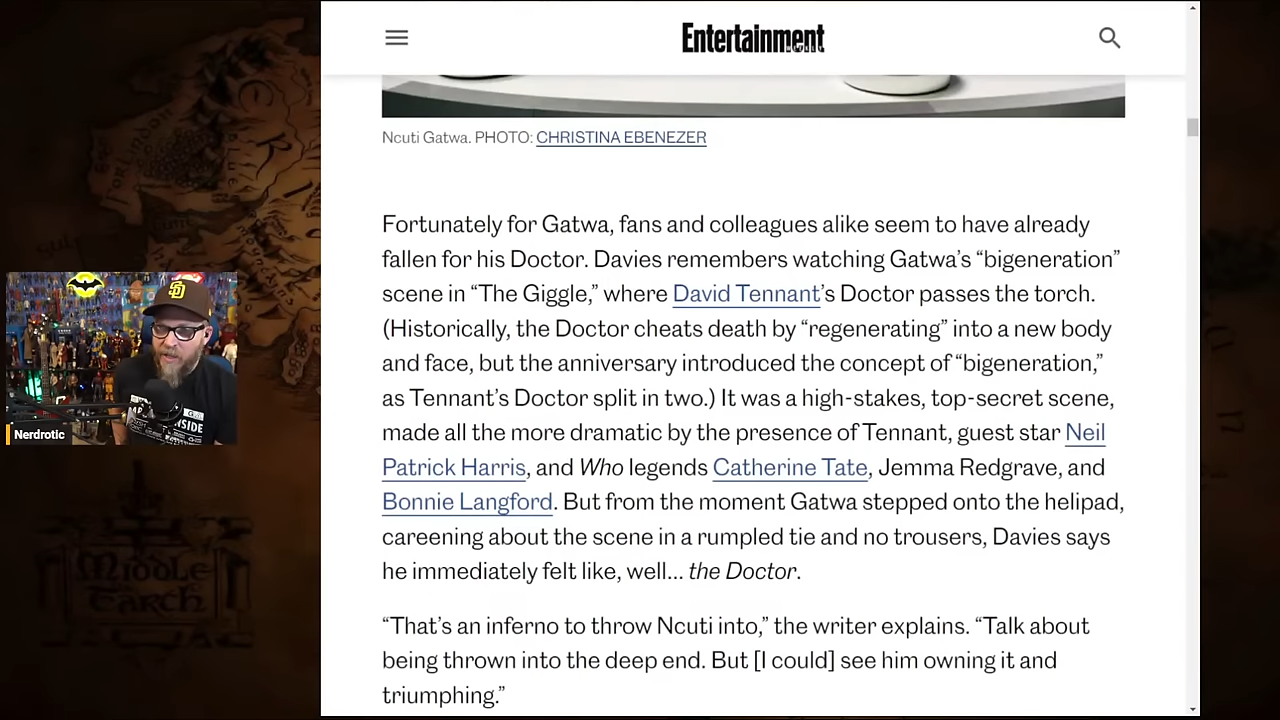 Entertainment
WEEKLY
Ncuti Gatwa. PHOTO: CHRISTINA EBENEZER
Fortunately for Gatwa, fans and colleagues alike seem to have already
fallen for his Doctor. Davies remembers watching Gatwa’s “bigeneration”
scene in “The Giggle,” where David Tennant’s Doctor passes the torch.
(Historically, the Doctor cheats death by “regenerating” into a new body
and face, but the anniversary introduced the concept of “bigeneration,”
as Tennant’s Doctor split in two.) It was a high-stakes, top-secret scene,
made all the more dramatic by the presence of Tennant, guest star Neil
Patrick Harris, and Who legends Catherine Tate, Jemma Redgrave, and
Bonnie Langford. But from the moment Gatwa stepped onto the helipad,
careening about the scene in a rumpled tie and no trousers, Davies says
he immediately felt like, well... the Doctor.
“That’s an inferno to throw Ncuti into,” the writer explains. “Talk about
being thrown into the deep end. But [I could] see him owning it and
triumphing.”
SD
INSIDE
Nerdrotic
MIDDLE
EARTH